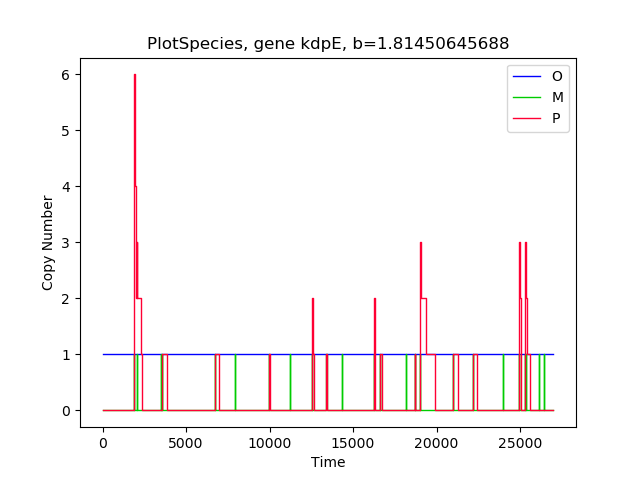 PlotSpecies, gene kdpE, b=1.81450645688
O
M
P
6
5
4
3
2
1
0
Copy Number
0 5000 10000 15000 20000 25000
Time